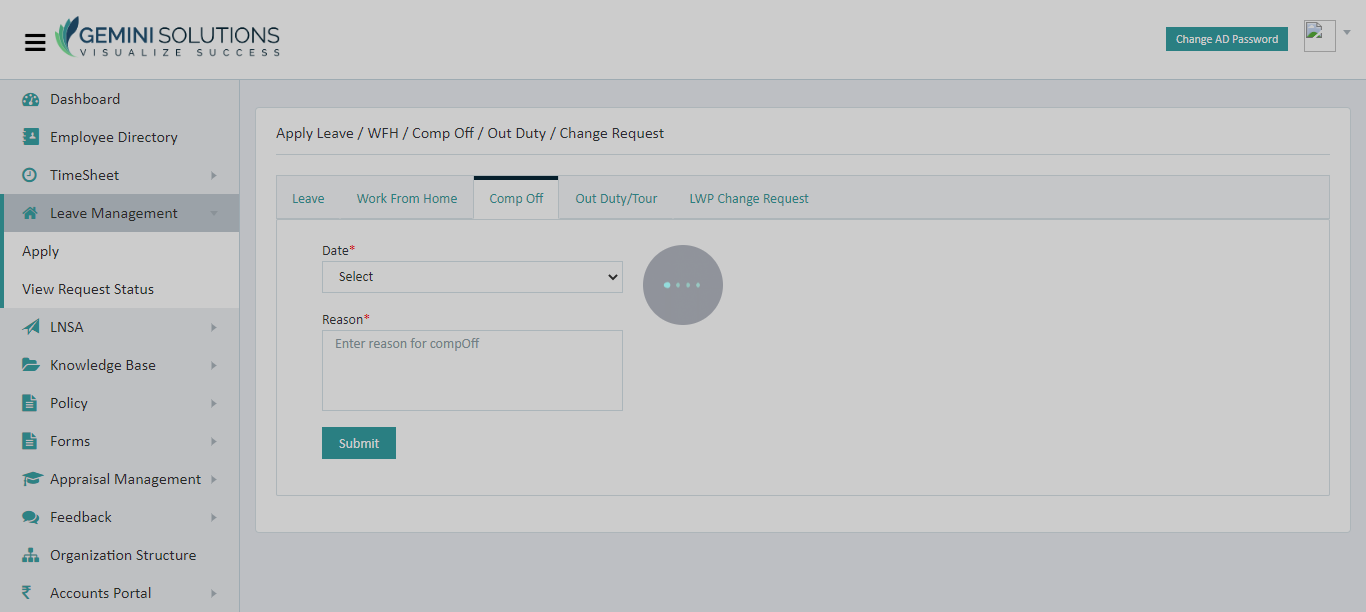 GEMINI SOLUTIONS
VISUALIZE SUCCESS
Change AD Password
Dashboard
Employee Directory
TimeSheet
Leave Management
Apply
View Request Status
LNSA
Knowledge Base
Policy
Forms
Appraisal Management
Feedback
Organization Structure
Accounts Portal
Apply Leave / WFH / Comp Off / Out Duty / Change Request
Leave Work From Home Comp Off Out Duty/Tour LWP Change Request
Date*
Select
Reason*
Enter reason for compOff
Submit